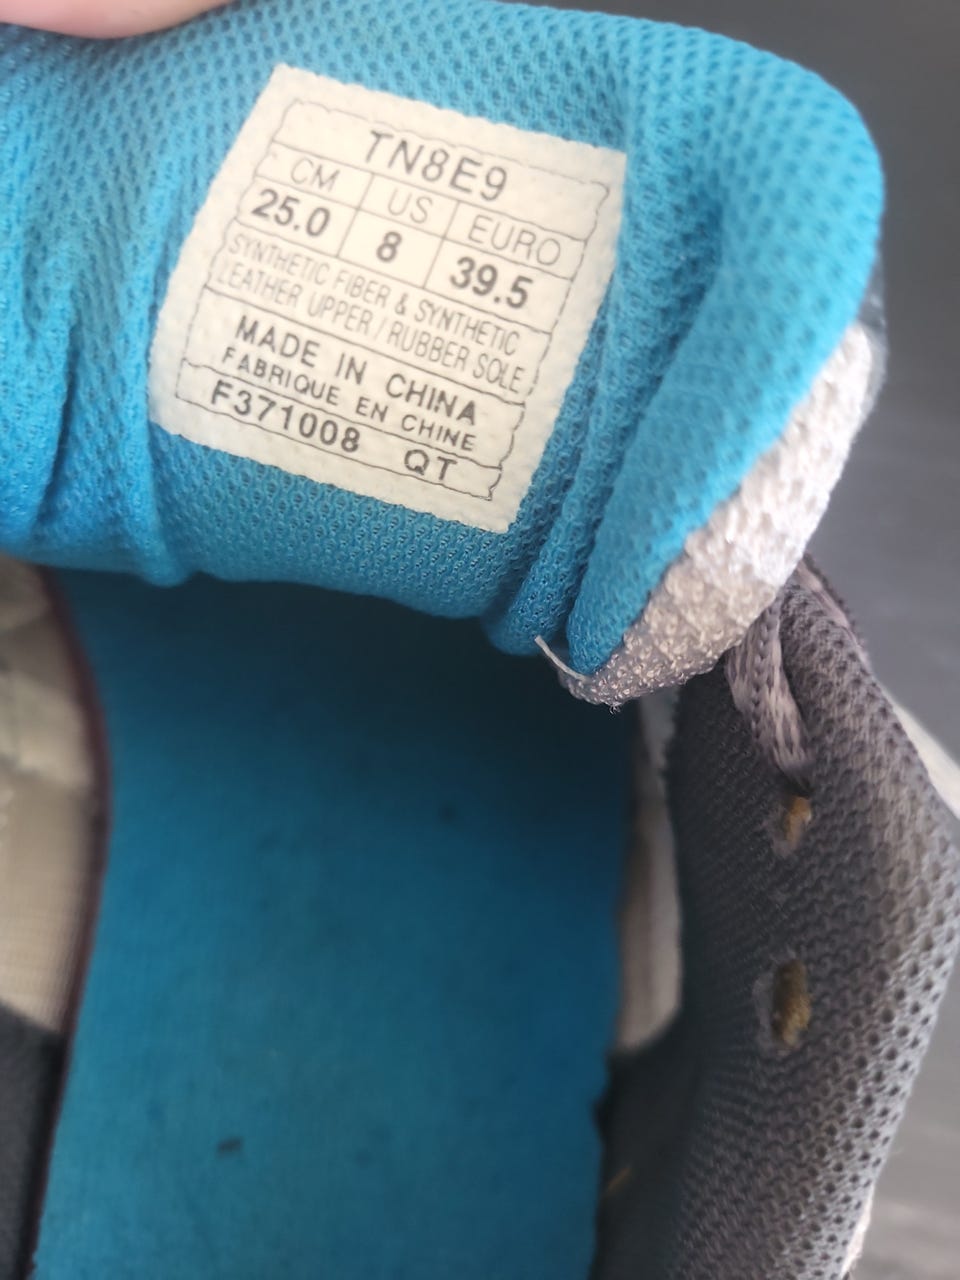 TN8E9
CM US EURO
25.0 8 39.5
SYNTHETIC FIBER & SYNTHETIC
LEATHER UPPER / RUBBER SOLE
MADE IN CHINA
FABRIQUE EN CHINE
F371008 QT